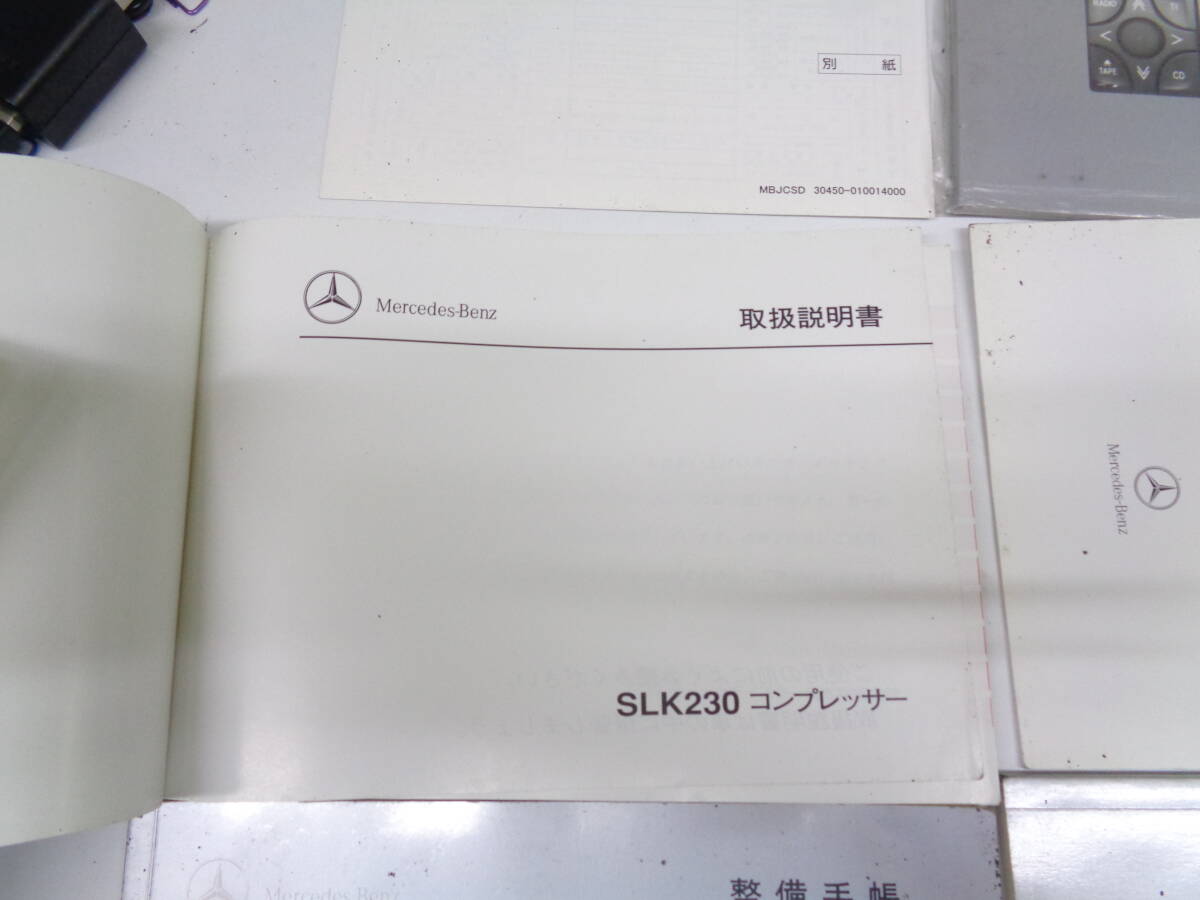 別 紙
MBJCSD 30450-010014000
RADIO
TAPE
CD
Mercedes-Benz 取扱説明書
SLK230 コンプレッサー
Mercedes-Benz
Mercedes-Benz 整備手帳